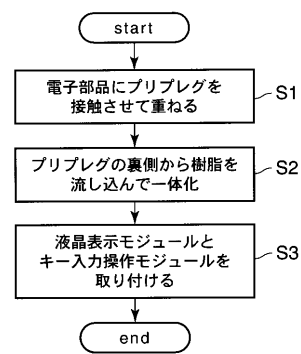 start
電子部品にプリプレグを
接触させて重ねる
S1
プリプレグの裏側から樹脂を
流し込んで一体化
S2
液晶表示モジュールと
キー入力操作モジュールを
取り付ける
S3
end